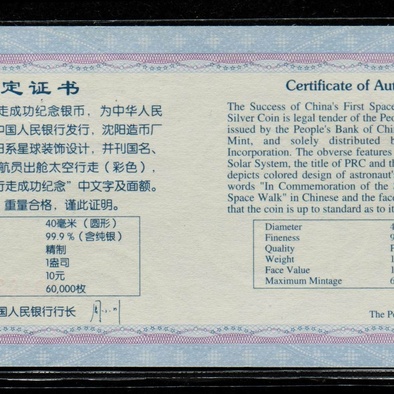 定证书
走成功纪念银币，为中华人民
中国人民银行发行，沈阳造币厂
日系星球装饰设计，并刊国名、
航员出舱太空行走（彩色），
行走成功纪念”中文字及面额。
重量合格，谨此证明。
40毫米（圆形）
99.9％（含纯银）
精制
1盎司
10元
60,000枚
国人民银行行长
Certificate of Aut
The Success of China's First Space
Silver Coin is legal tender of the Peo
issued by the People's Bank of Chin
Mint, and solely distributed b
Incorporation. The obverse features
Solar System, the title of PRC and th
depicts colored design of astronaut'
words "In Commemoration of the
Space Walk" in Chinese and the face
that the coin is up to standard as to it
Diameter 4
Fineness 9
Quality P
Weight 1
Face Value 1
Maximum Mintage 6
The Pe